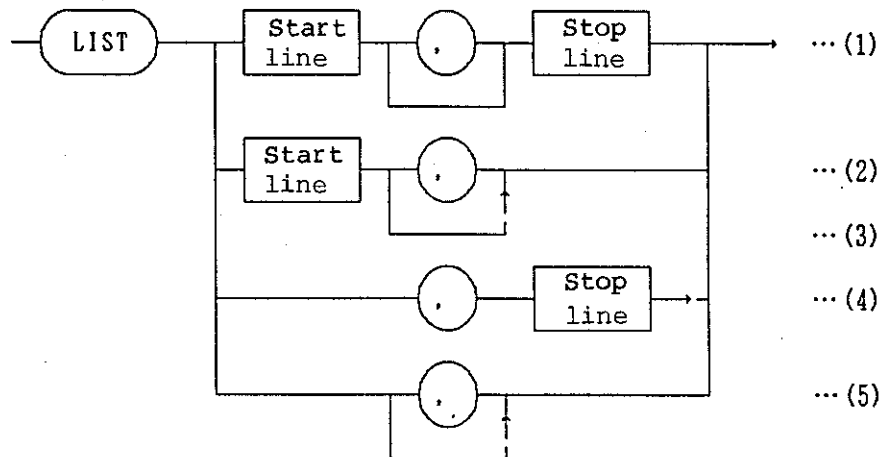 LIST
Start
line
,
Stop
line
… (1)
Start
line
,
… (2)
… (3)
,
Stop
line
… (4)
,
… (5)